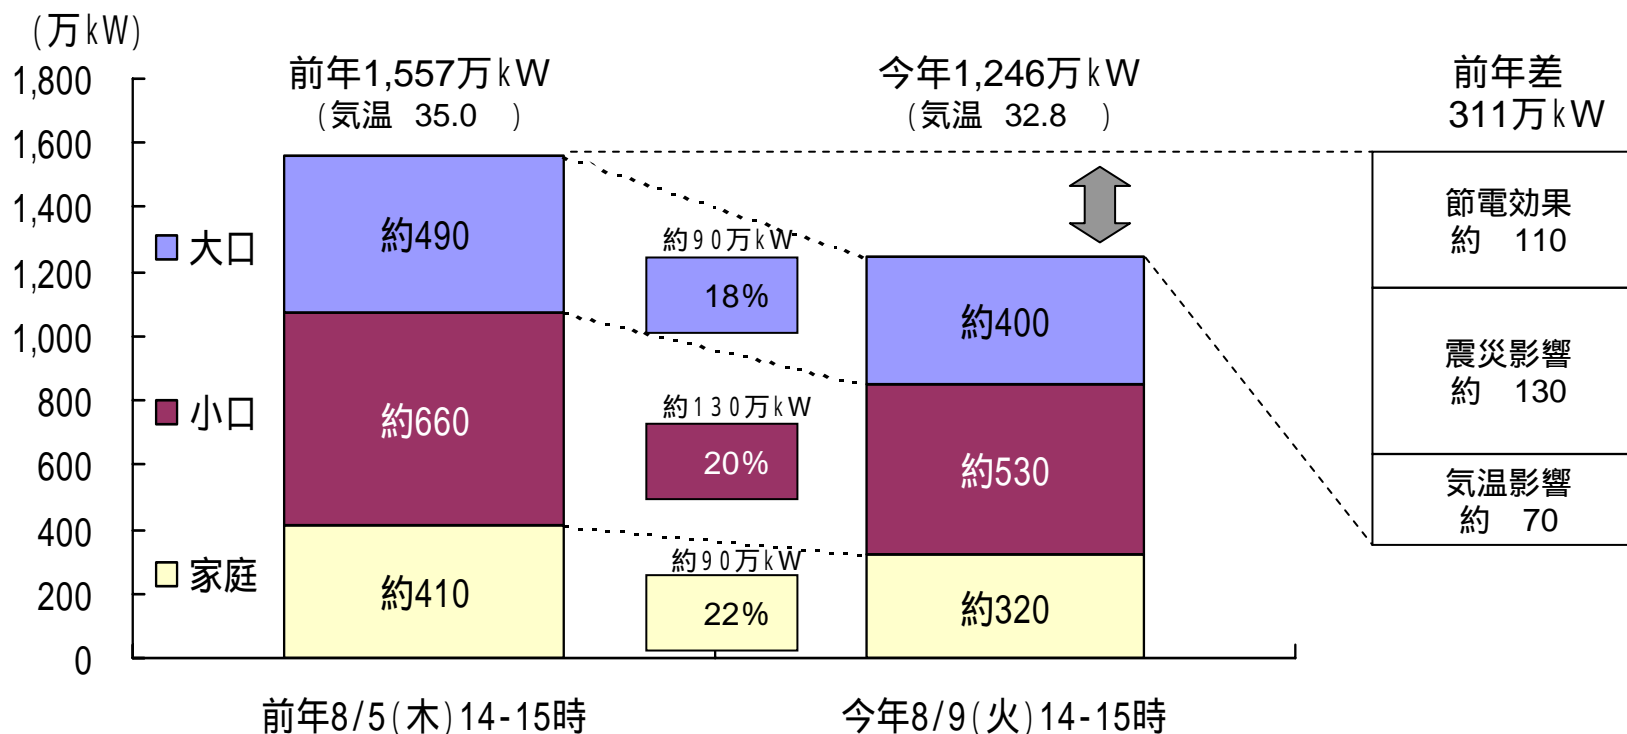 (万kW)
前年1,557万kW
(気温 35.0 )
今年1,246万kW
(気温 32.8 )
前年差
311万kW
1,800
1,600
1,400
1,200
1,000
800
600
400
200
0
大口
小口
家庭
約490
約660
約410
約90万kW
18%
約130万kW
20%
約90万kW
22%
約400
約530
約320
節電効果
約 110
震災影響
約 130
気温影響
約 70
前年8/5(木)14-15時
今年8/9(火)14-15時